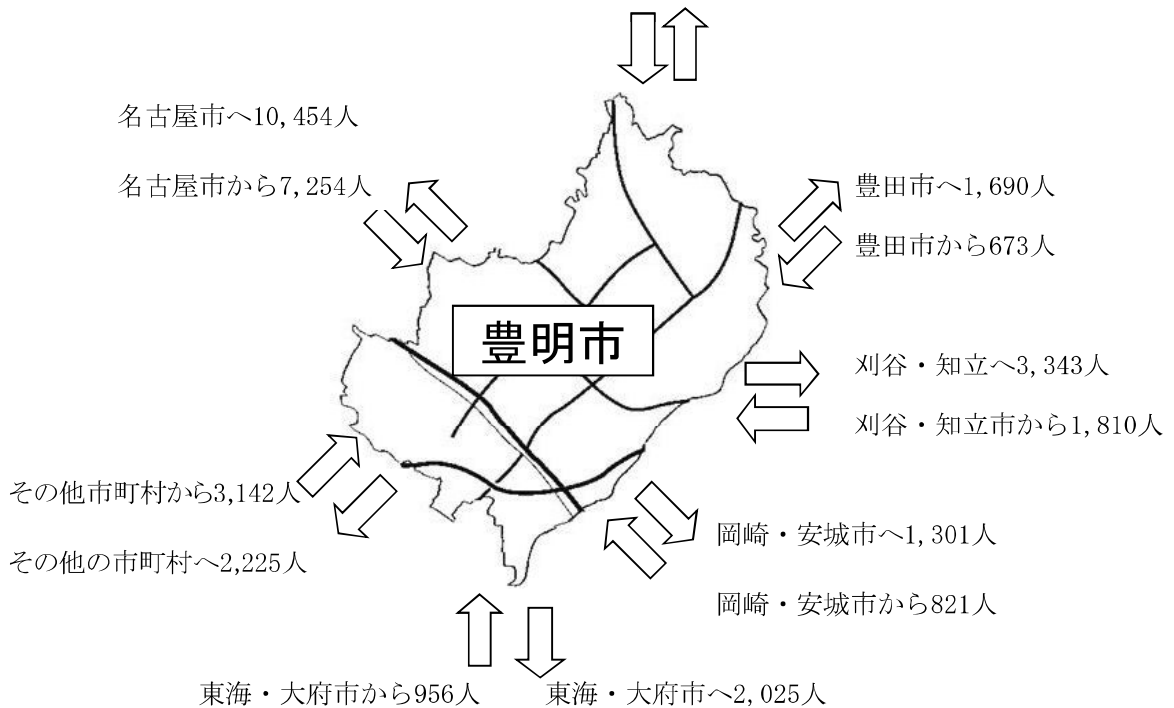 名古屋市へ10,454人
名古屋市から7,254人
豊田市へ1,690人
豊田市から673人
豊明市
刈谷・知立へ3,343人
刈谷・知立市から1,810人
その他市町村から3,142人
その他の市町村へ2,225人
岡崎・安城市へ1,301人
岡崎・安城市から821人
東海・大府市から956人
東海・大府市へ2,025人